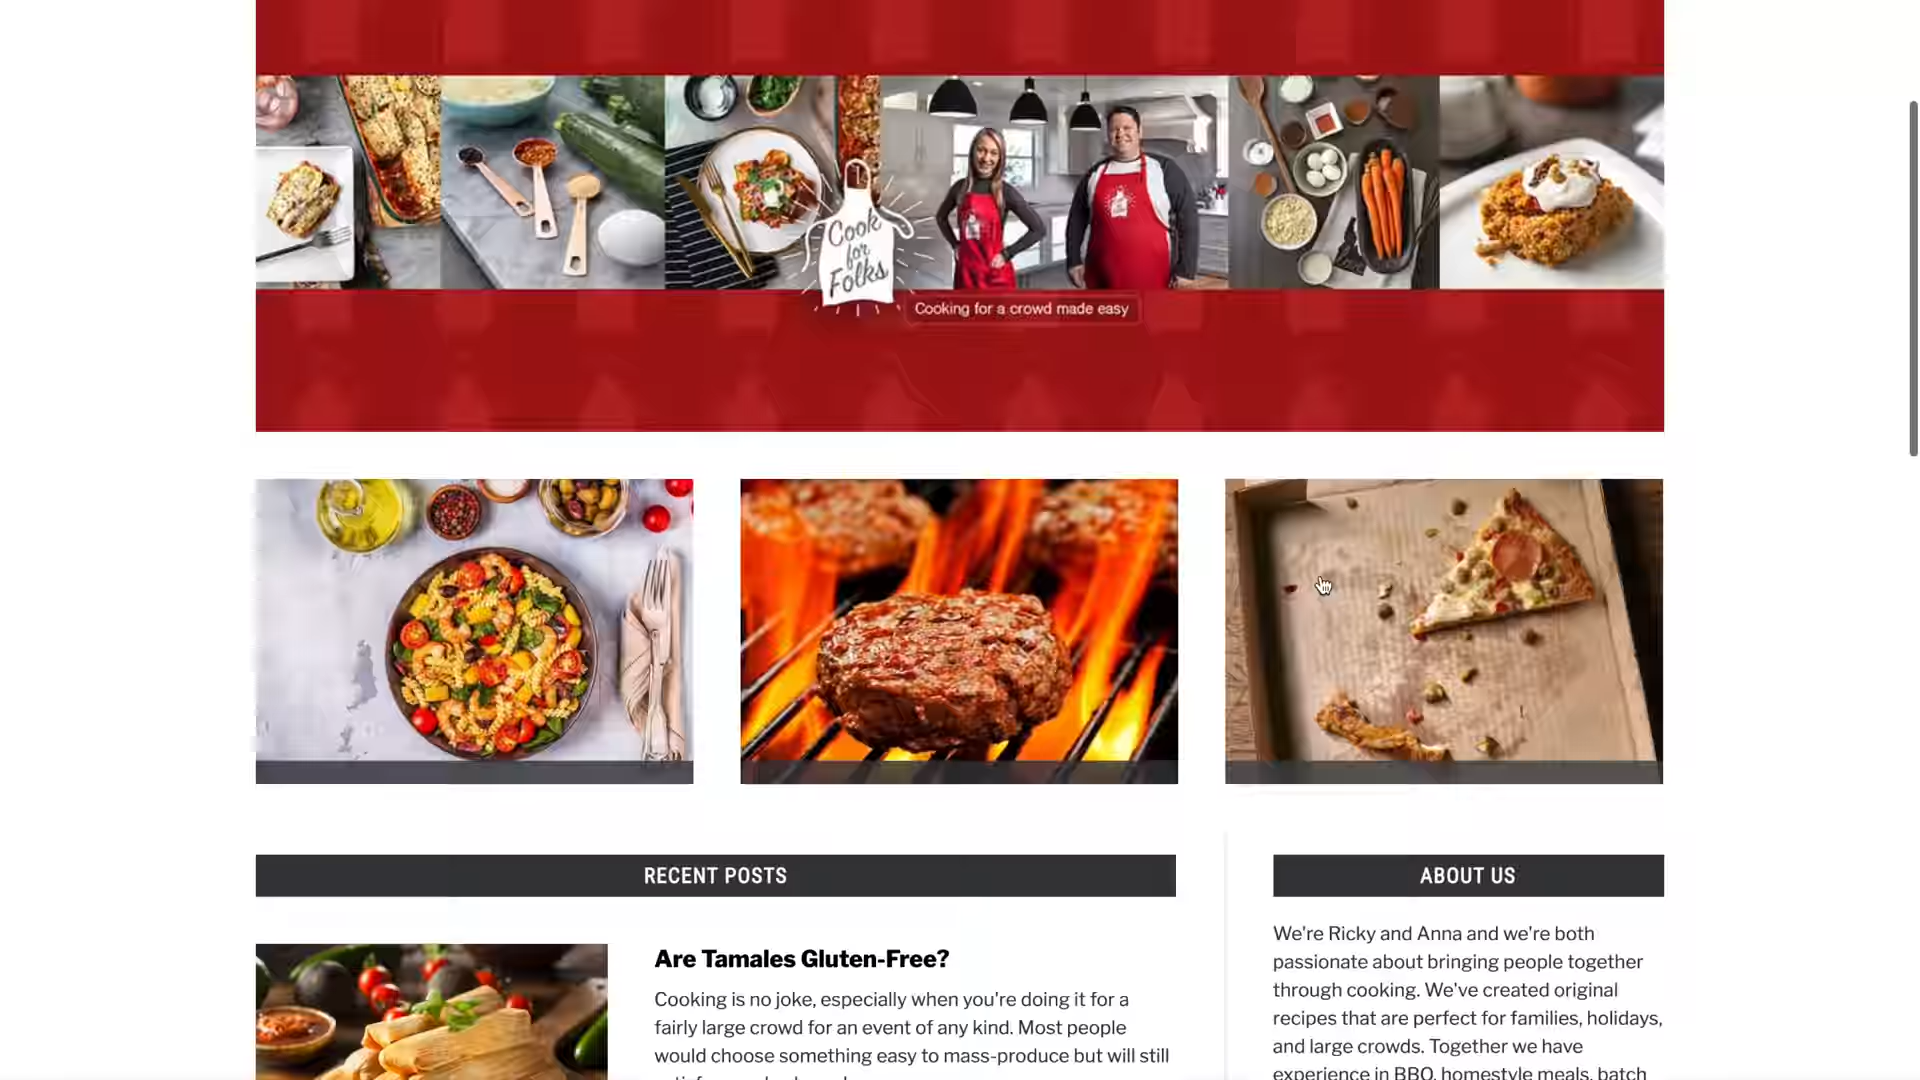 Cook
for
Folks
Cooking for a crowd made easy
RECENT POSTS
Are Tamales Gluten-Free?
Cooking is no joke, especially when you're doing it for a
fairly large crowd for an event of any kind. Most people
would choose something easy to mass-produce but will still
ABOUT US
We're Ricky and Anna and we're both
passionate about bringing people together
through cooking. We've created original
recipes that are perfect for families, holidays,
and large crowds. Together we have
experience in BBQ, homestyle meals, batch